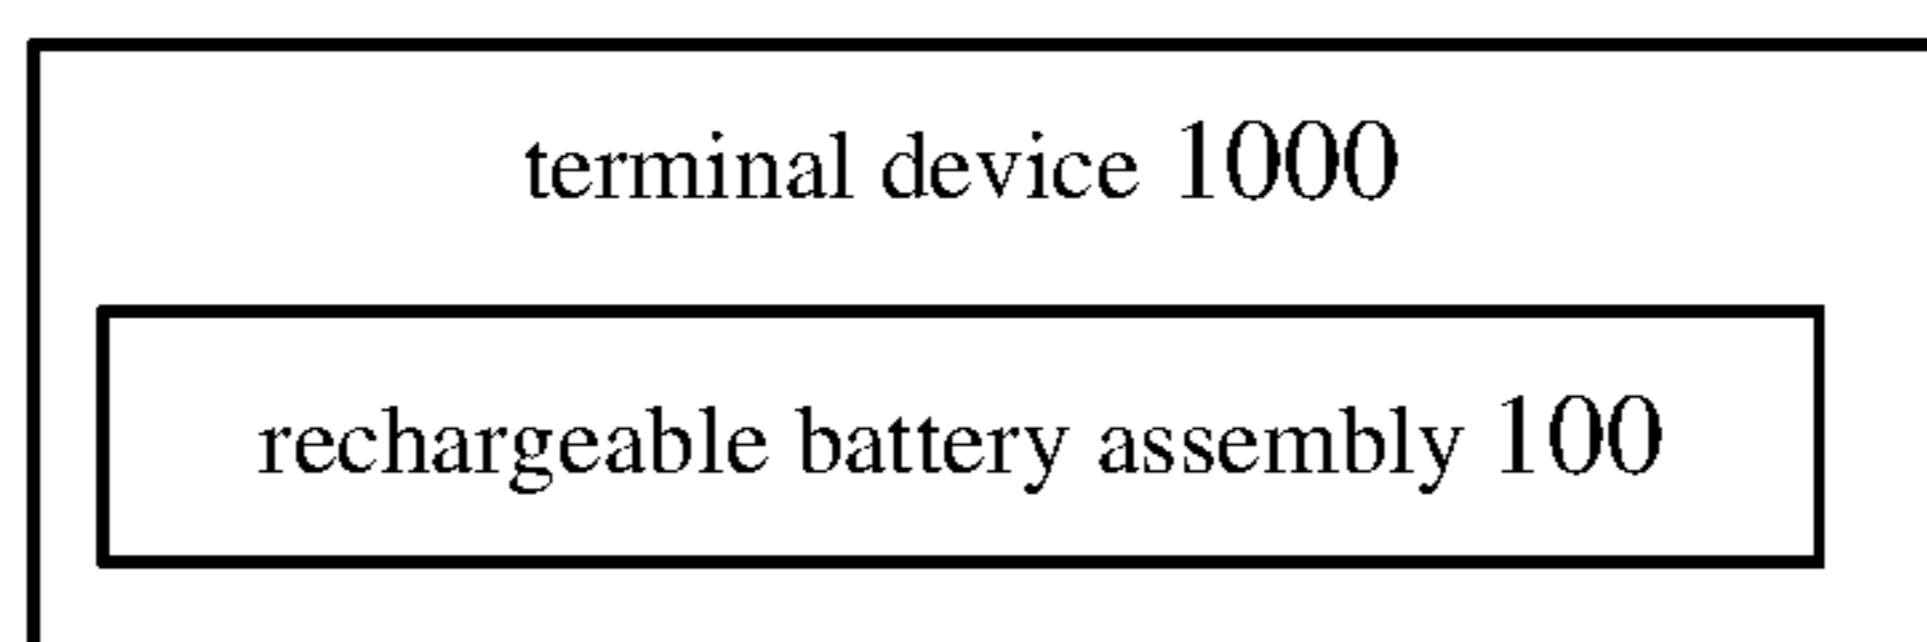 terminal device 1000
rechargeable battery assembly 100